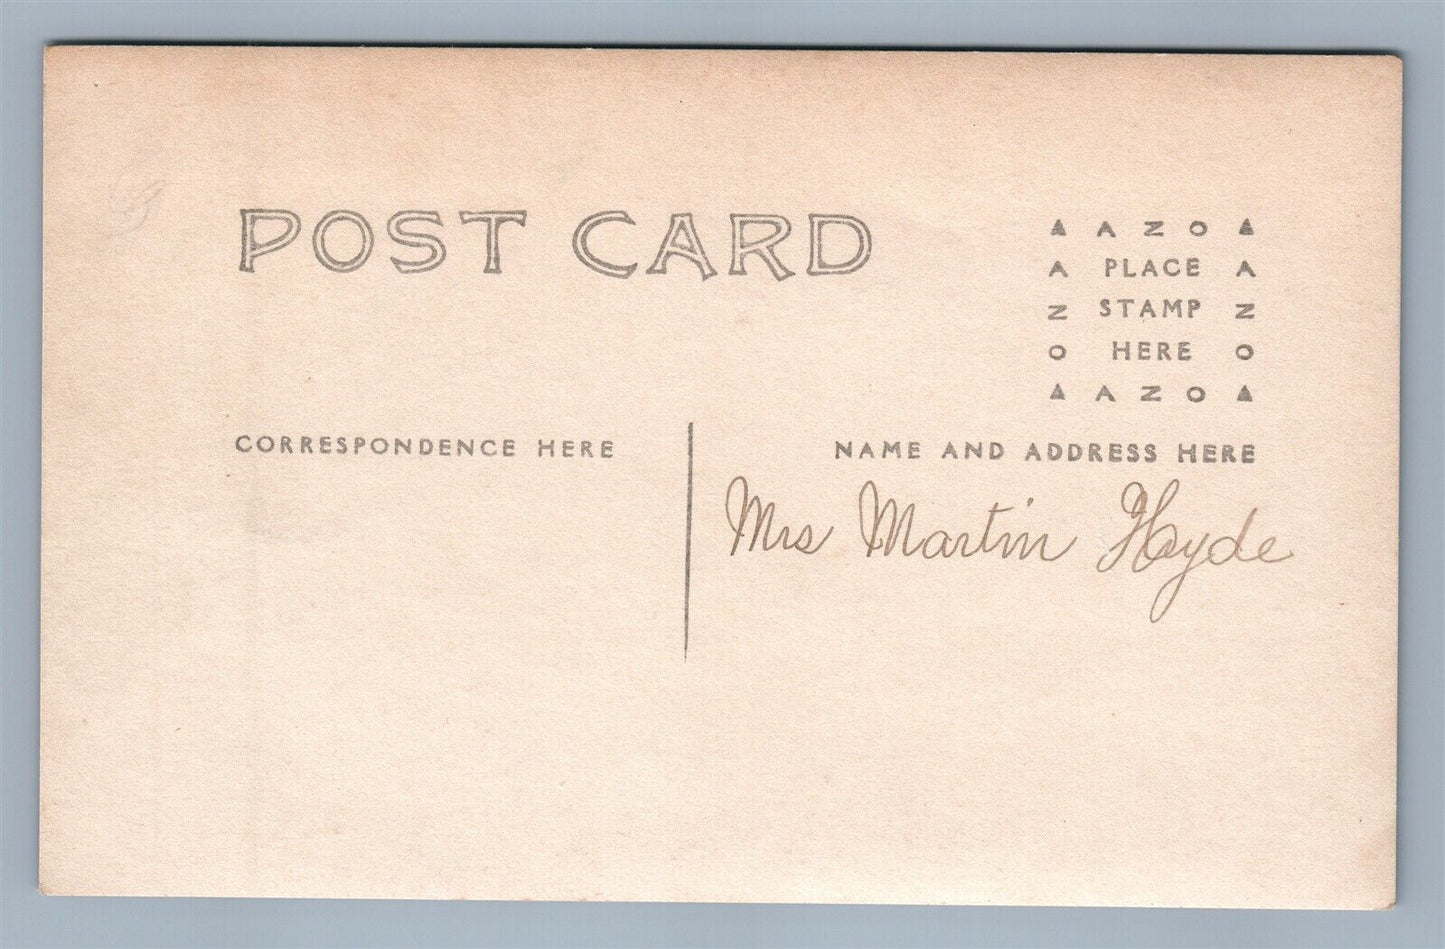 POST CARD
▲ A Z O ▲
A PLACE A
Z STAMP Z
O HERE O
▲ A Z O ▲
CORRESPONDENCE HERE
NAME AND ADDRESS HERE
Mrs Martin Hyde